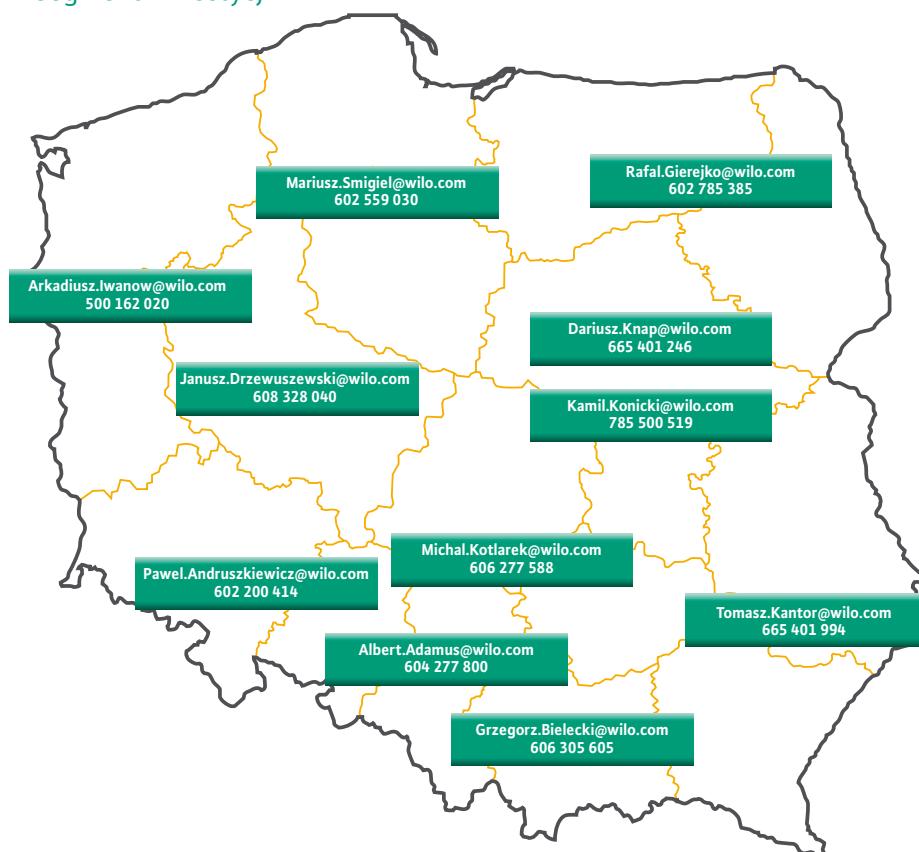 Mariusz.Smigiel@wilo.com
602 559 030
Rafal.Gierejko@wilo.com
602 785 385
Arkadiusz.Iwanow@wilo.com
500 162 020
Dariusz.Knap@wilo.com
665 401 246
Janusz.Drzewuszewski@wilo.com
608 328 040
Kamil.Konicki@wilo.com
785 500 519
Michal.Kotlarek@wilo.com
606 277 588
Pawel.Andruszkiewicz@wilo.com
602 200 414
Tomasz.Kantor@wilo.com
665 401 994
Albert.Adamus@wilo.com
604 277 800
Grzegorz.Bielecki@wilo.com
606 305 605